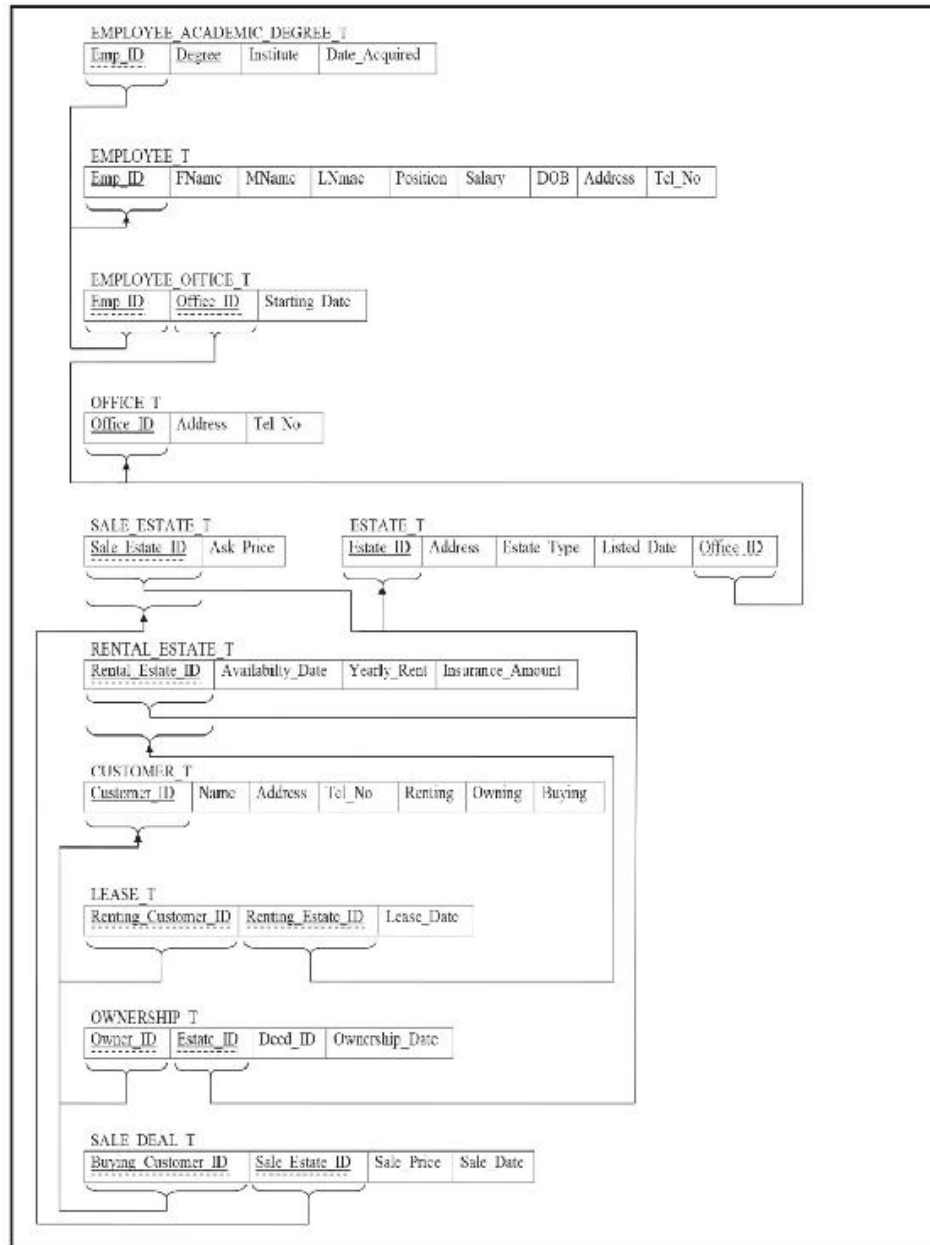 EMPLOYEE_ACADEMIC_DEGREE_T
Emp_ID Degree Institute Date_Acquired
EMPLOYEE_T
Emp_ID FName MName LNmae Position Salary DOB Address Tel_No
EMPLOYEE_OFFICE_T
Emp_ID Office_ID Starting_Date
OFFICE_T
Office_ID Address Tel_No
SALE_ESTATE_T ESTATE_T
Sale_Estate_ID Ask_Price Estate_ID Address Estate_Type Listed_Date Office_ID
RENTAL_ESTATE_T
Rental_Estate_ID Availabilty_Date Yearly_Rent Insurance_Amount
CUSTOMER_T
Customer_ID Name Address Tel_No Renting Owning Buying
LEASE_T
Renting_Customer_ID Renting_Estate_ID Lease_Date
OWNERSHIP_T
Owner_ID Estate_ID Deed_ID Ownership_Date
SALE_DEAL_T
Buying_Customer_ID Sale_Estate_ID Sale_Price Sale_Date